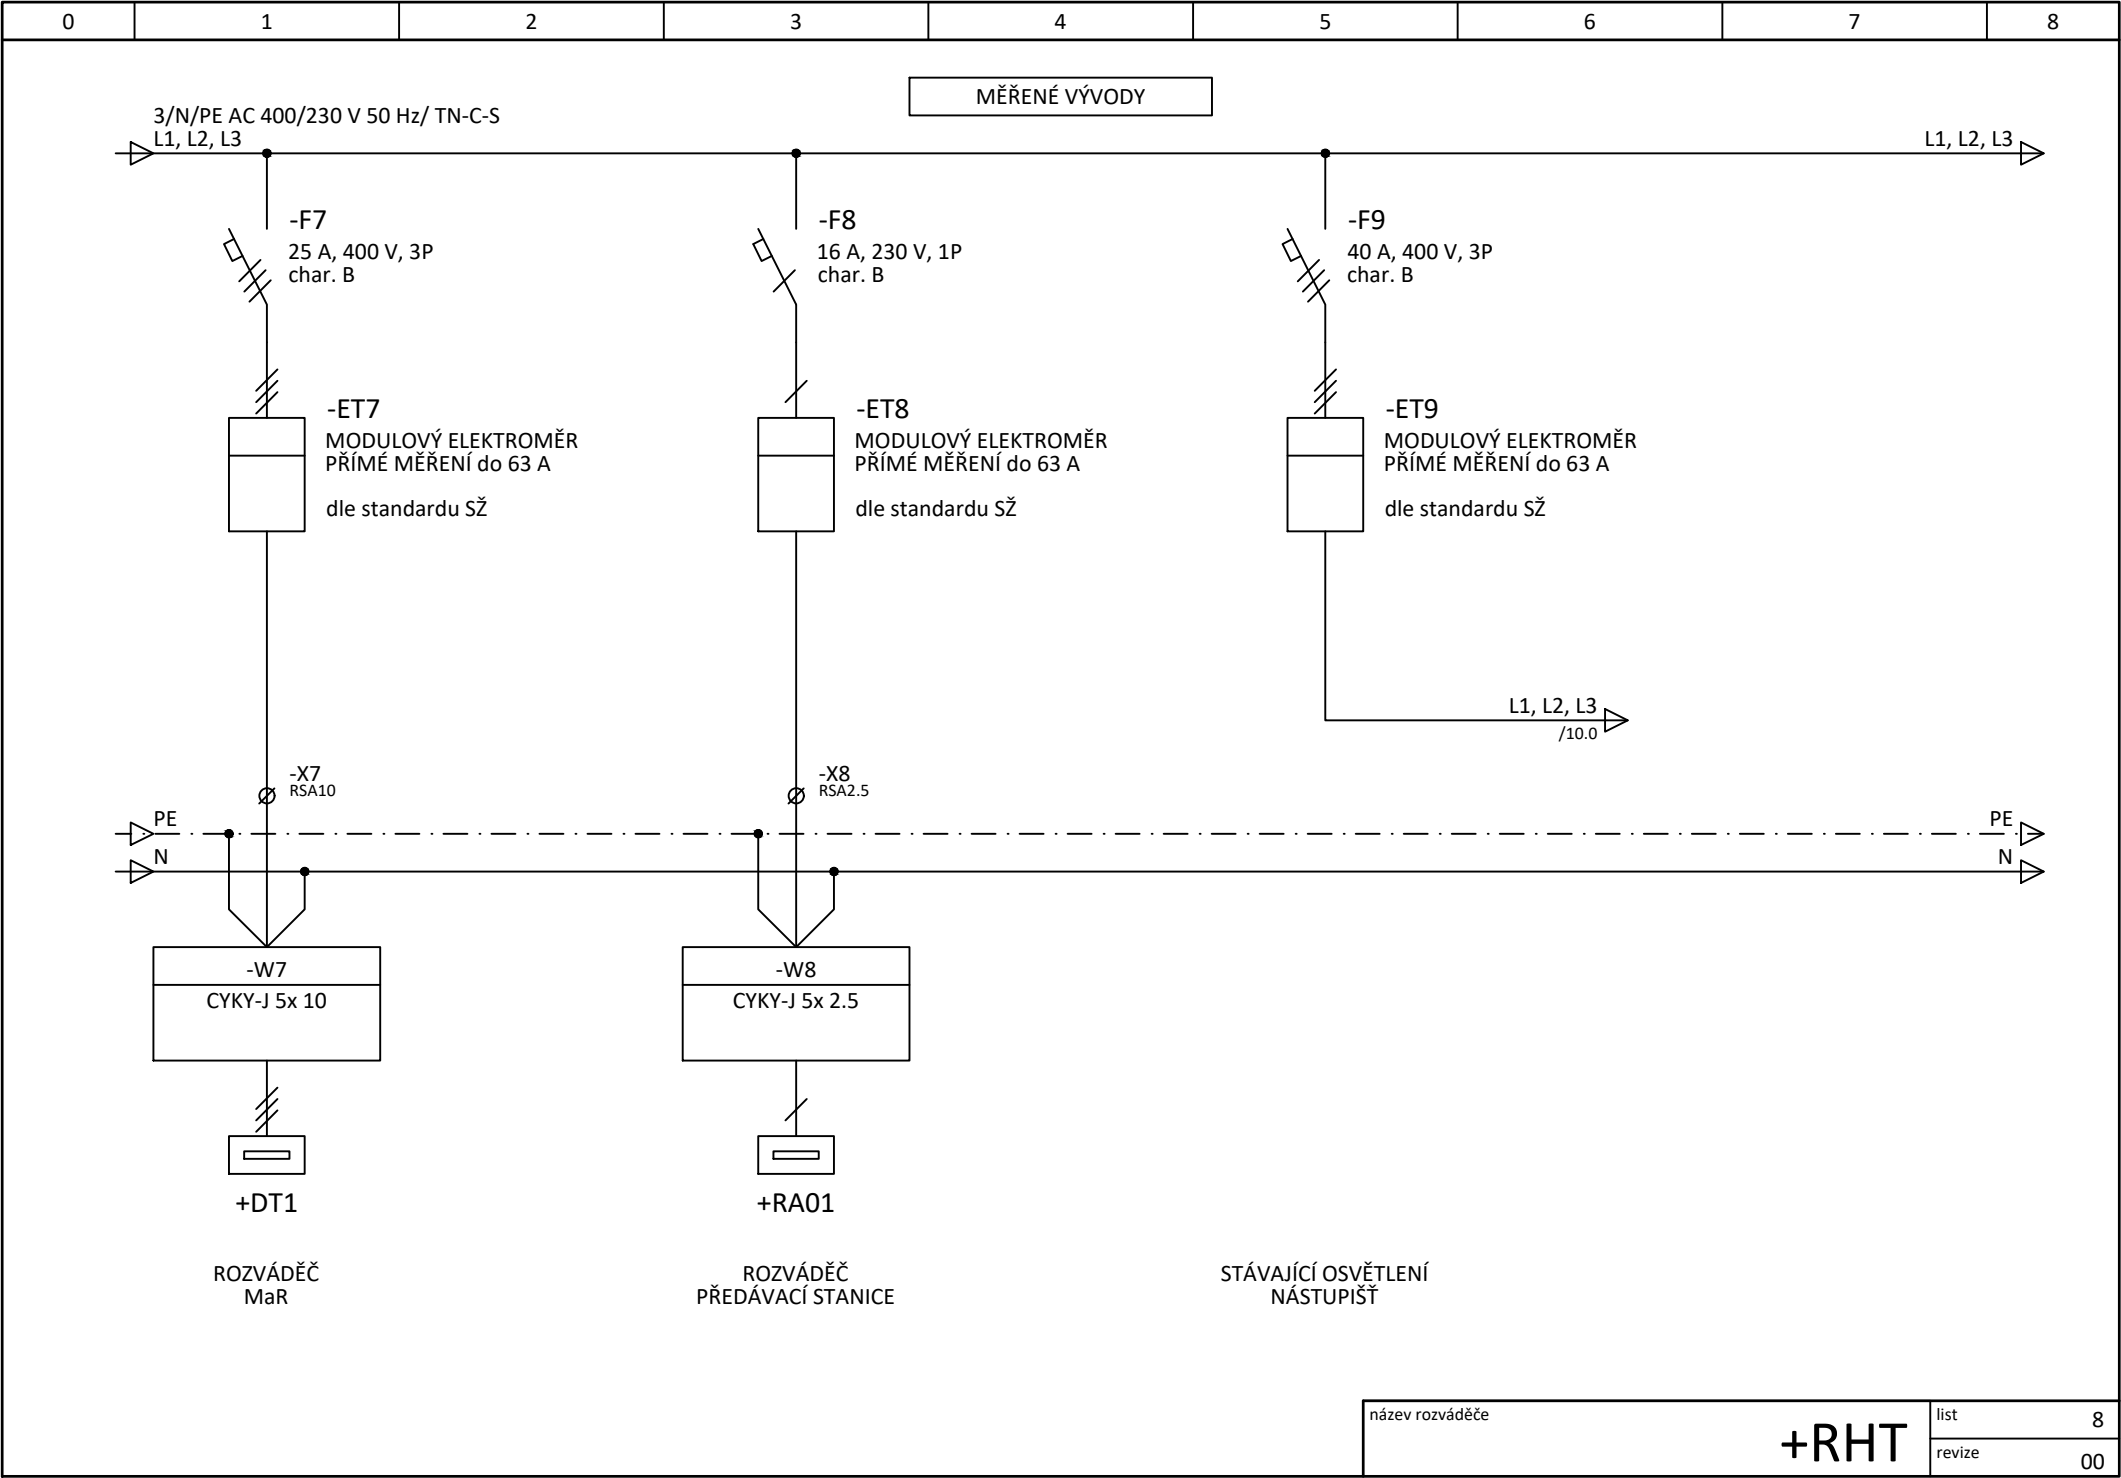 0 1 2 3 4 5 6 7 8
MĚŘENÉ VÝVODY
3/N/PE AC 400/230 V 50 Hz/ TN-C-S
L1, L2, L3
L1, L2, L3
-F7
25 A, 400 V, 3P
char. B
-F8
16 A, 230 V, 1P
char. B
-F9
40 A, 400 V, 3P
char. B
-ET7
MODULOVÝ ELEKTROMĚR
PŘÍMÉ MĚŘENÍ do 63 A
dle standardu SŽ
-ET8
MODULOVÝ ELEKTROMĚR
PŘÍMÉ MĚŘENÍ do 63 A
dle standardu SŽ
-ET9
MODULOVÝ ELEKTROMĚR
PŘÍMÉ MĚŘENÍ do 63 A
dle standardu SŽ
L1, L2, L3
/10.0
-X7
RSA10
-X8
RSA2.5
PE
PE
N
N
-W7
CYKY-J 5x 10
-W8
CYKY-J 5x 2.5
+DT1
+RA01
ROZVÁDĚČ
MaR
ROZVÁDĚČ
PŘEDÁVACÍ STANICE
STÁVAJÍCÍ OSVĚTLENÍ
NÁSTUPIŠŤ
název rozváděče
+RHT
list 8
revize 00